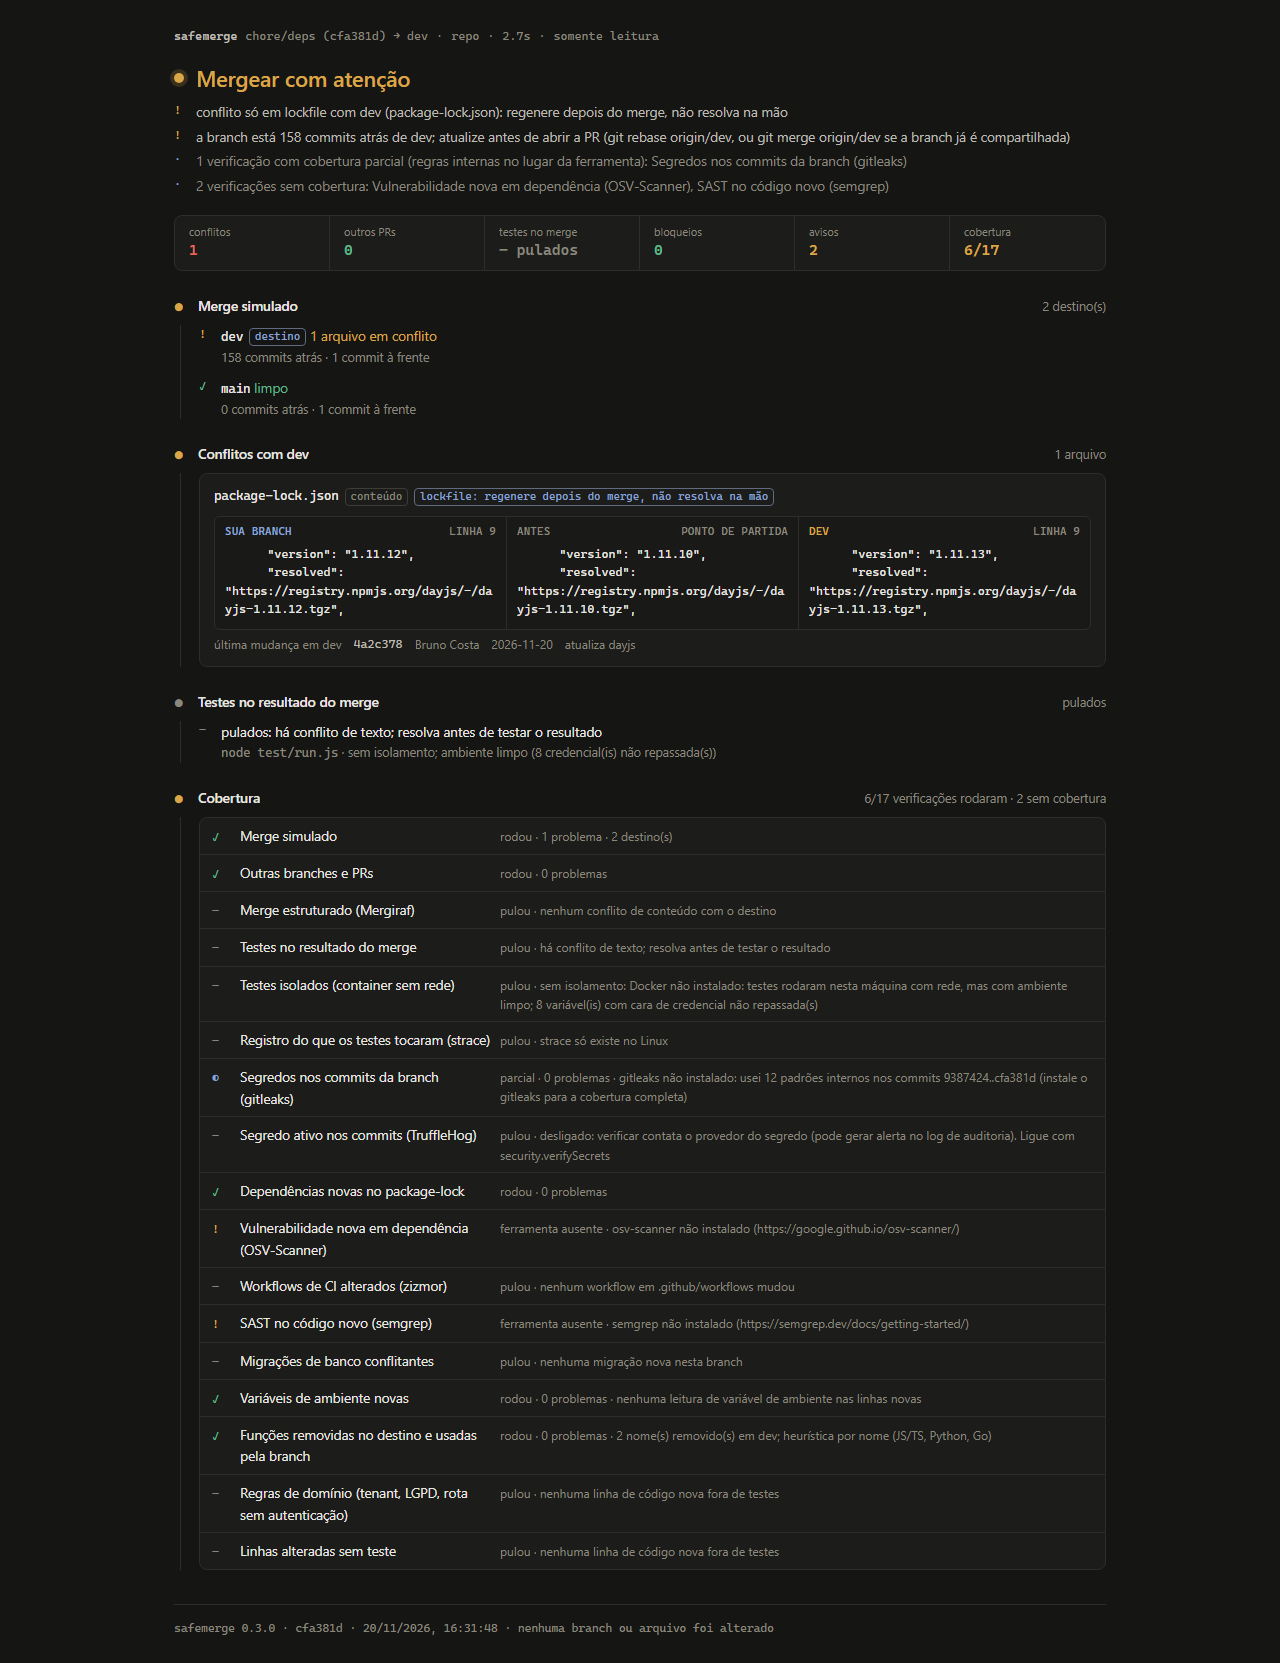 safemerge chore/deps (cfa381d) → dev · repo · 2.7s · somente leitura
Mergear com atenção
! conflito só em lockfile com dev (package-lock.json): regenere depois do merge, não resolva na mão
! a branch está 158 commits atrás de dev; atualize antes de abrir a PR (git rebase origin/dev, ou git merge origin/dev se a branch já é compartilhada)
· 1 verificação com cobertura parcial (regras internas no lugar da ferramenta): Segredos nos commits da branch (gitleaks)
· 2 verificações sem cobertura: Vulnerabilidade nova em dependência (OSV-Scanner), SAST no código novo (semgrep)
conflitos outros PRs testes no merge bloqueios avisos cobertura
1 0 — pulados 0 2 6/17
Merge simulado 2 destino(s)
! dev destino 1 arquivo em conflito
158 commits atrás · 1 commit à frente
✓ main limpo
0 commits atrás · 1 commit à frente
Conflitos com dev 1 arquivo
package-lock.json conteúdo lockfile: regenere depois do merge, não resolva na mão
SUA BRANCH LINHA 9
"version": "1.11.12",
"resolved":
"https://registry.npmjs.org/dayjs/-/da
yjs-1.11.12.tgz",
ANTES PONTO DE PARTIDA
"version": "1.11.10",
"resolved":
"https://registry.npmjs.org/dayjs/-/da
yjs-1.11.10.tgz",
DEV LINHA 9
"version": "1.11.13",
"resolved":
"https://registry.npmjs.org/dayjs/-/da
yjs-1.11.13.tgz",
última mudança em dev 4a2c378 Bruno Costa 2026-11-20 atualiza dayjs
Testes no resultado do merge pulados
— pulados: há conflito de texto; resolva antes de testar o resultado
node test/run.js · sem isolamento; ambiente limpo (8 credencial(is) não repassada(s))
Cobertura 6/17 verificações rodaram · 2 sem cobertura
✓ Merge simulado rodou · 1 problema · 2 destino(s)
✓ Outras branches e PRs rodou · 0 problemas
— Merge estruturado (Mergiraf) pulou · nenhum conflito de conteúdo com o destino
— Testes no resultado do merge pulou · há conflito de texto; resolva antes de testar o resultado
— Testes isolados (container sem rede) pulou · sem isolamento: Docker não instalado: testes rodaram nesta máquina com rede, mas com ambiente
limpo; 8 variável(is) com cara de credencial não repassada(s)
— Registro do que os testes tocaram (strace) pulou · strace só existe no Linux
◐ Segredos nos commits da branch
(gitleaks)
parcial · 0 problemas · gitleaks não instalado: usei 12 padrões internos nos commits 9387424..cfa381d (instale o
gitleaks para a cobertura completa)
— Segredo ativo nos commits (TruffleHog) pulou · desligado: verificar contata o provedor do segredo (pode gerar alerta no log de auditoria). Ligue com
security.verifySecrets
✓ Dependências novas no package-lock rodou · 0 problemas
! Vulnerabilidade nova em dependência
(OSV-Scanner)
ferramenta ausente · osv-scanner não instalado (https://google.github.io/osv-scanner/)
— Workflows de CI alterados (zizmor) pulou · nenhum workflow em .github/workflows mudou
! SAST no código novo (semgrep) ferramenta ausente · semgrep não instalado (https://semgrep.dev/docs/getting-started/)
— Migrações de banco conflitantes pulou · nenhuma migração nova nesta branch
✓ Variáveis de ambiente novas rodou · 0 problemas · nenhuma leitura de variável de ambiente nas linhas novas
✓ Funções removidas no destino e usadas
pela branch
rodou · 0 problemas · 2 nome(s) removido(s) em dev; heurística por nome (JS/TS, Python, Go)
— Regras de domínio (tenant, LGPD, rota
sem autenticação)
pulou · nenhuma linha de código nova fora de testes
— Linhas alteradas sem teste pulou · nenhuma linha de código nova fora de testes
safemerge 0.3.0 · cfa381d · 20/11/2026, 16:31:48 · nenhuma branch ou arquivo foi alterado